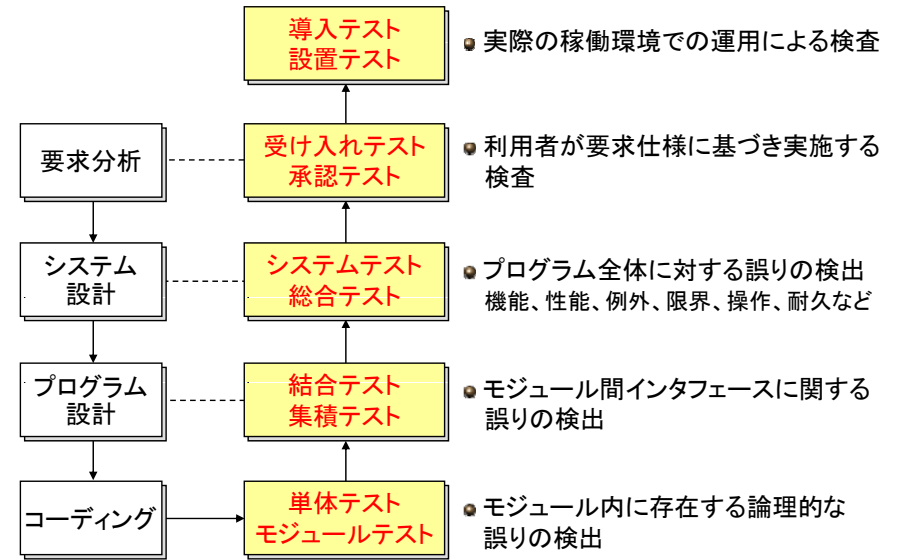 導入テスト
設置テスト
実際の稼働環境での運用による検査
要求分析
受け入れテスト
承認テスト
利用者が要求仕様に基づき実施する
検査
システム
設計
システムテスト
総合テスト
プログラム全体に対する誤りの検出
機能、性能、例外、限界、操作、耐久など
プログラム
設計
結合テスト
集積テスト
モジュール間インタフェースに関する
誤りの検出
コーディング
単体テスト
モジュールテスト
モジュール内に存在する論理的な
誤りの検出